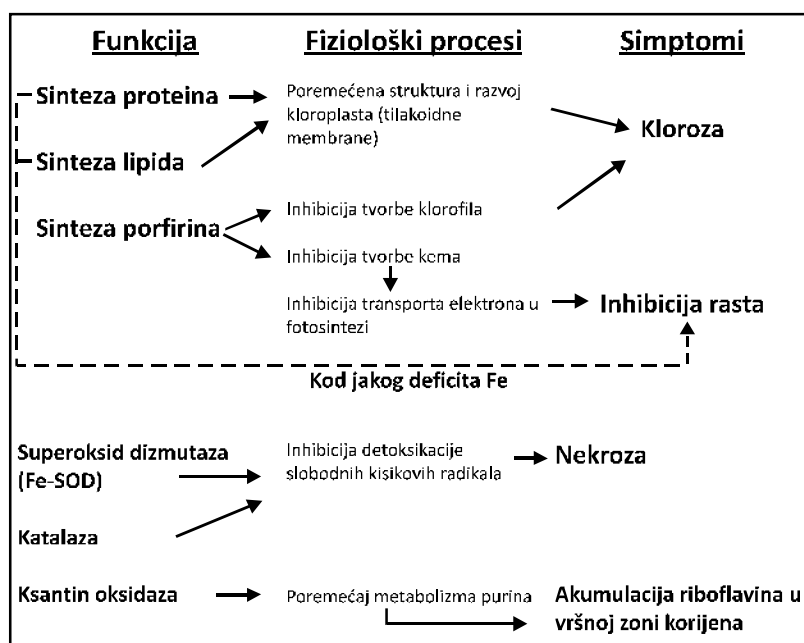 Funkcija
Fiziološki procesi
Simptomi
Sinteza proteina
Poremećena struktura i razvoj
kloroplasta (tilakoidne
membrane)
Kloroza
Sinteza lipida
Sinteza porfirina
Inhibicija tvorbe klorofila
Inhibicija tvorbe kema
Inhibicija transporta elektrona u
fotosintezi
Inhibicija rasta
Kod jakog deficita Fe
Superoksid dizmutaza
(Fe-SOD)
Inhibicija detoksikacije
slobodnih kisikovih radikala
Nekroza
Katalaza
Ksantin oksidaza
Poremećaj metabolizma purina
Akumulacija riboflavina u
vršnoj zoni korijena